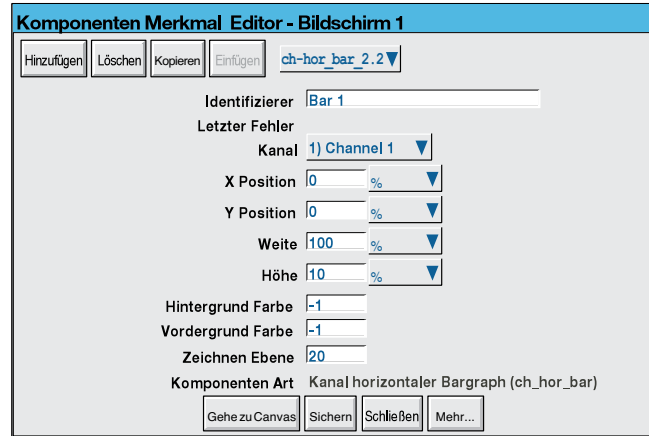 Komponenten Merkmal Editor - Bildschirm 1
Hinzufügen Löschen Kopieren Einfügen ch-hor_bar_2.2
Identifizierer Bar 1
Letzter Fehler
Kanal 1) Channel 1
X Position 0 %
Y Position 0 %
Weite 100 %
Höhe 10 %
Hintergrund Farbe -1
Vordergrund Farbe -1
Zeichnen Ebene 20
Komponenten Art Kanal horizontaler Bargraph (ch_hor_bar)
Gehe zu Canvas Sichern Schließen Mehr...